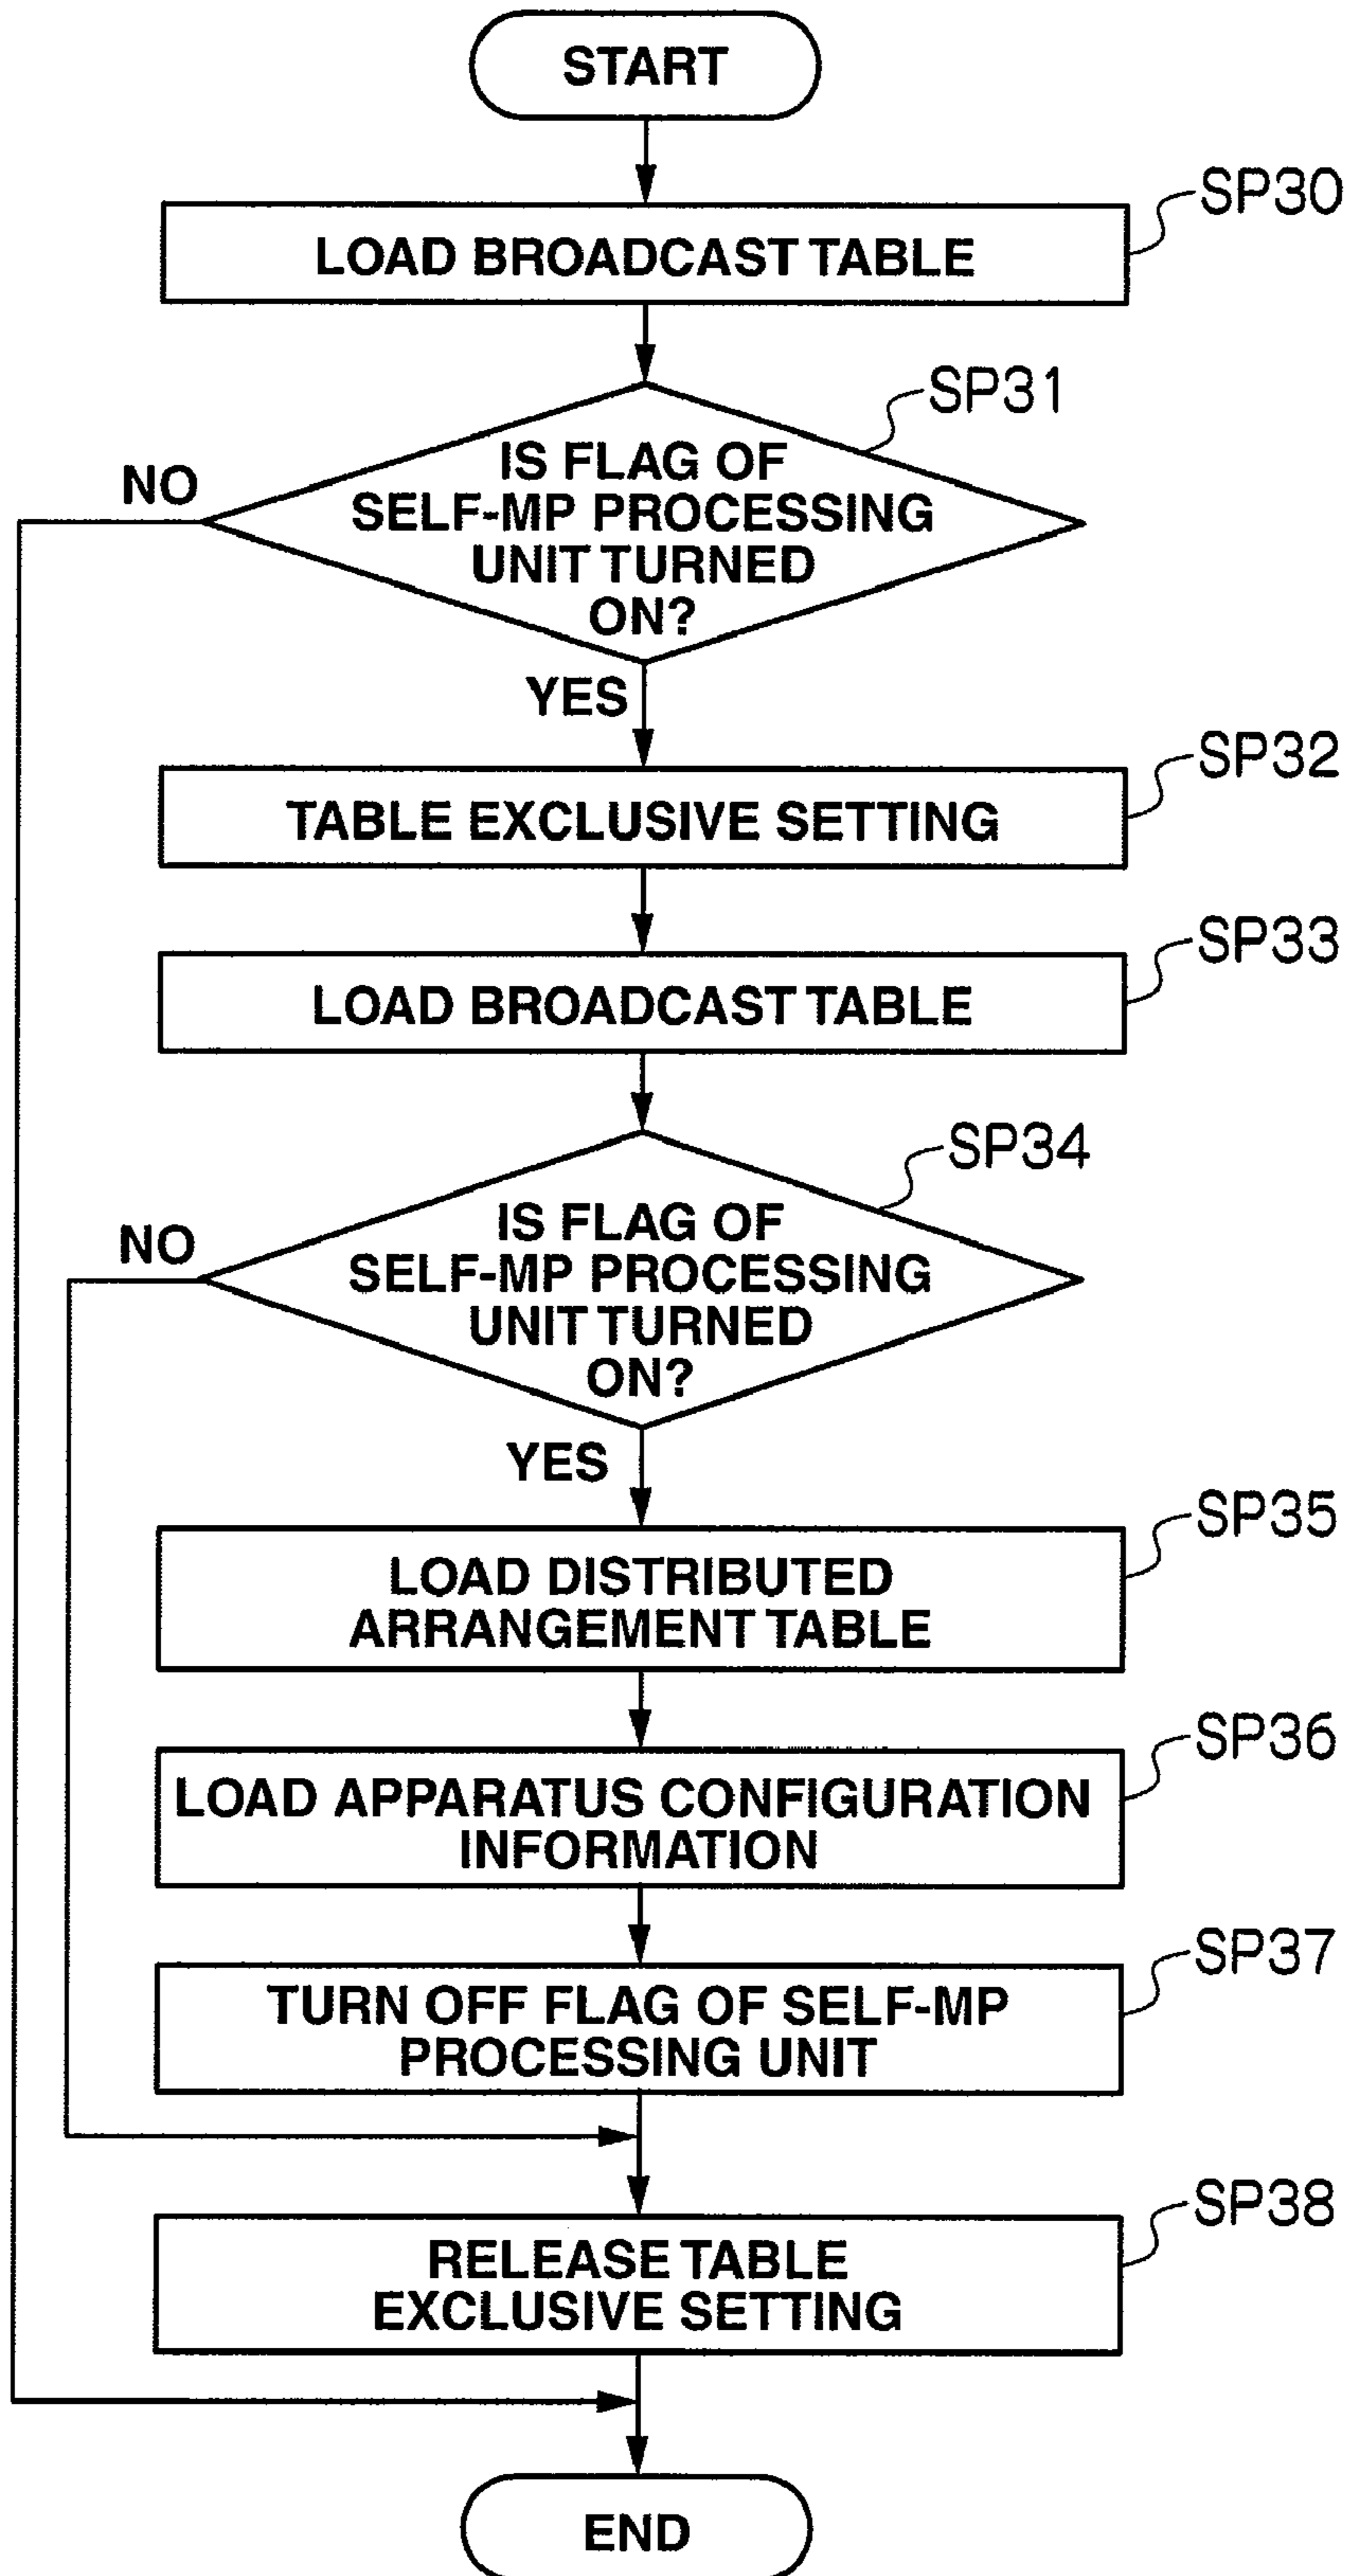 START
SP30
LOAD BROADCAST TABLE
SP31
NO
IS FLAG OF
SELF-MP PROCESSING
UNIT TURNED
ON?
YES
SP32
TABLE EXCLUSIVE SETTING
SP33
LOAD BROADCAST TABLE
SP34
NO
IS FLAG OF
SELF-MP PROCESSING
UNIT TURNED
ON?
YES
SP35
LOAD DISTRIBUTED
ARRANGEMENT TABLE
SP36
LOAD APPARATUS CONFIGURATION
INFORMATION
SP37
TURN OFF FLAG OF SELF-MP
PROCESSING UNIT
SP38
RELEASE TABLE
EXCLUSIVE SETTING
END